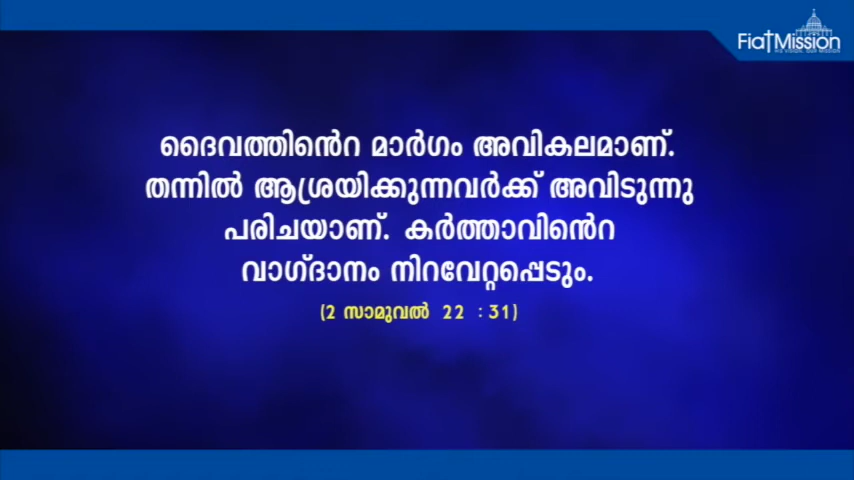 FiatMission
ദൈവത്തിൻെറ മാർഗം അവികലമാണ്.
തന്നിൽ ആശ്രയിക്കുന്നവർക്ക് അവിടുന്നു
പരിചയാണ്. കർത്താവിൻെറ
വാഗ്ദാനം നിറവേറ്റപ്പെടും.
(2 സാമുവൽ 22 :31)